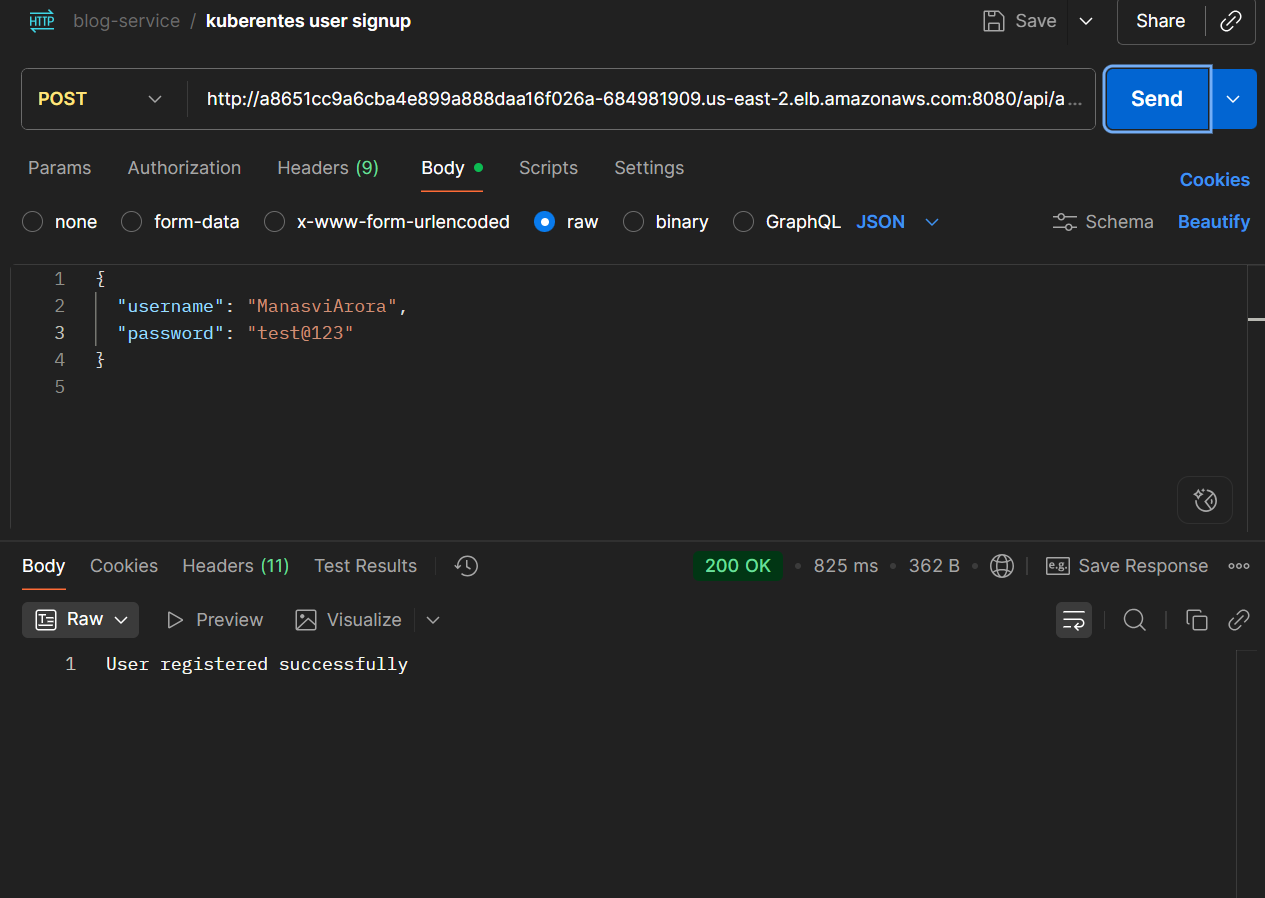 HTTP blog-service / kuberentes user signup Save Share
POST http://a8651cc9a6cba4e899a888daa16f026a-684981909.us-east-2.elb.amazonaws.com:8080/api/a ... Send
Params Authorization Headers (9) Body Scripts Settings Cookies
none form-data x-www-form-urlencoded raw binary GraphQL JSON Schema Beautify
1 {
2 "username": "ManasviArora",
3 "password": "test@123"
4 }
5
Body Cookies Headers (11) Test Results 200 OK • 825 ms • 362 B • e.g. Save Response
Raw Preview Visualize
1 User registered successfully